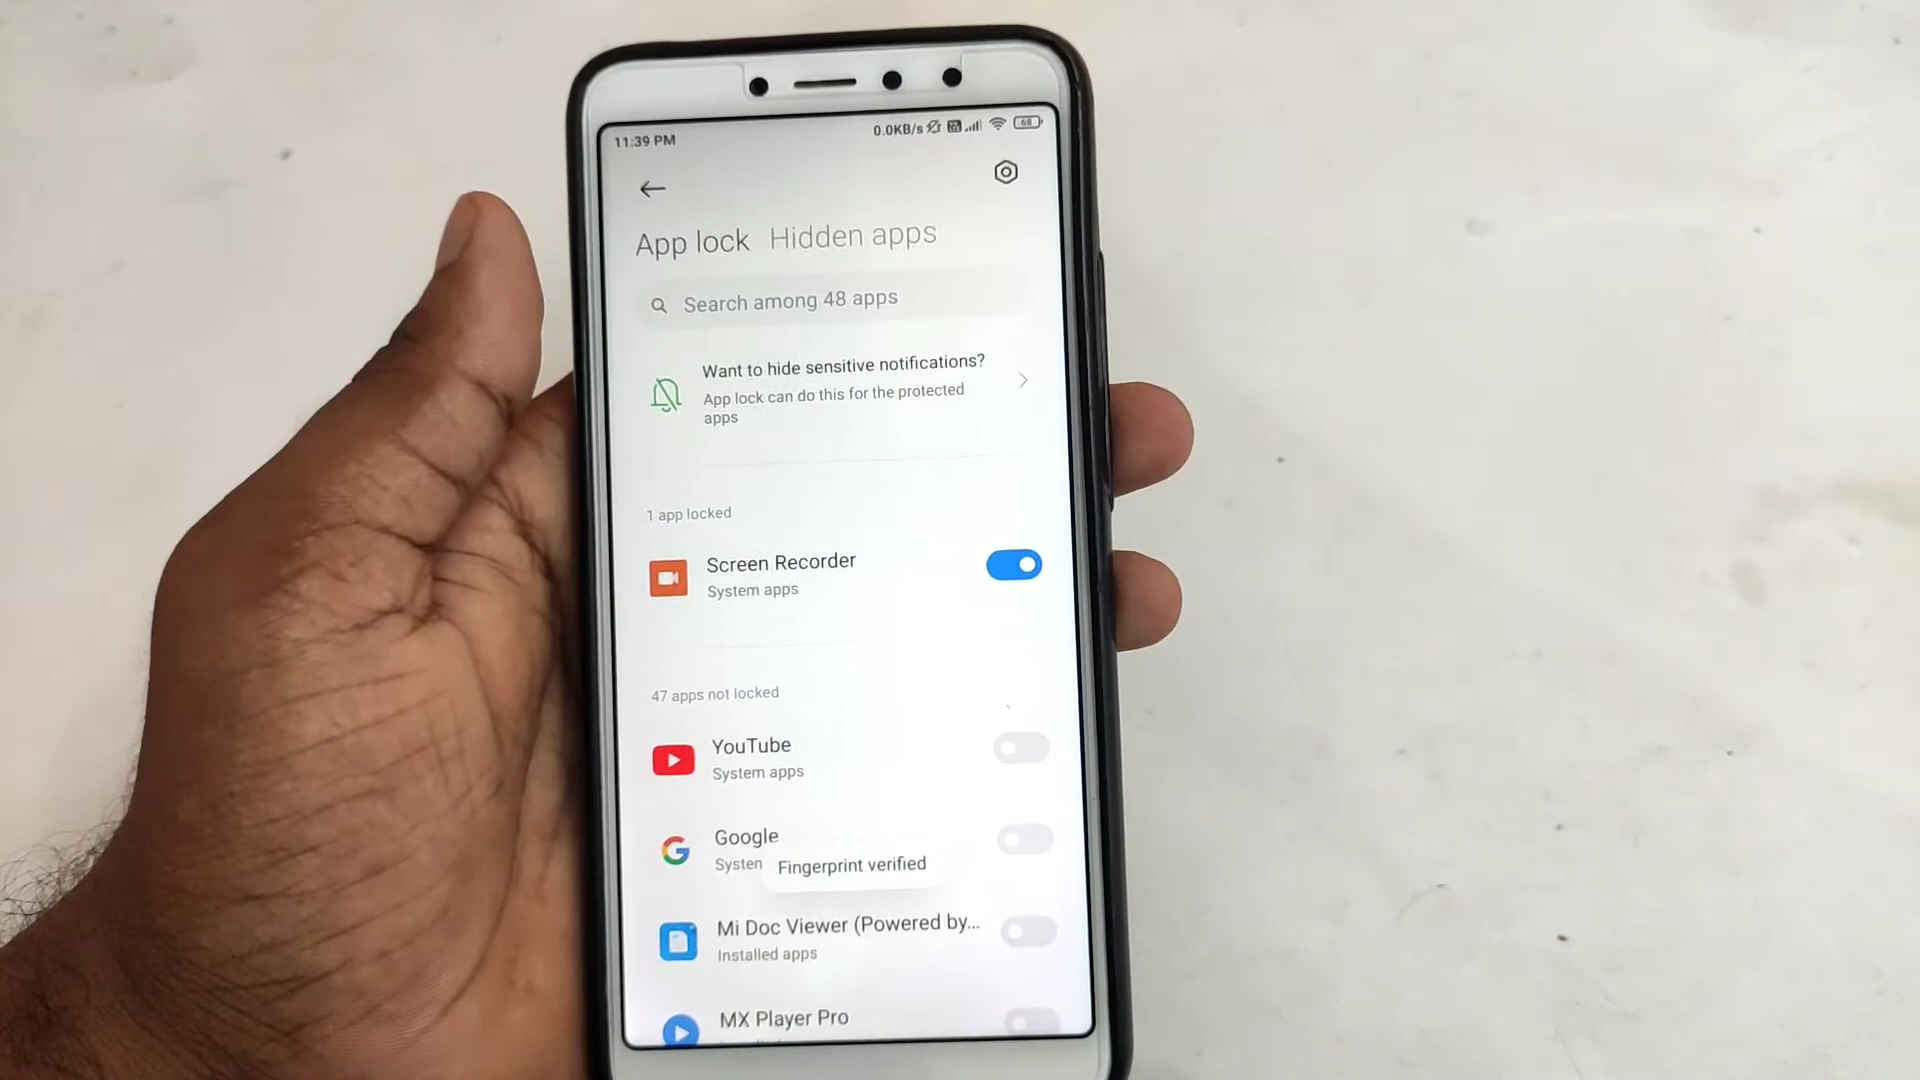 11:39 PM
0.0KB/s
68
App lock Hidden apps
Search among 48 apps
Want to hide sensitive notifications?
App lock can do this for the protected
apps
1 app locked
Screen Recorder
System apps
47 apps not locked
YouTube
System apps
Google
Systen
Fingerprint verified
Mi Doc Viewer (Powered by...
Installed apps
MX Player Pro